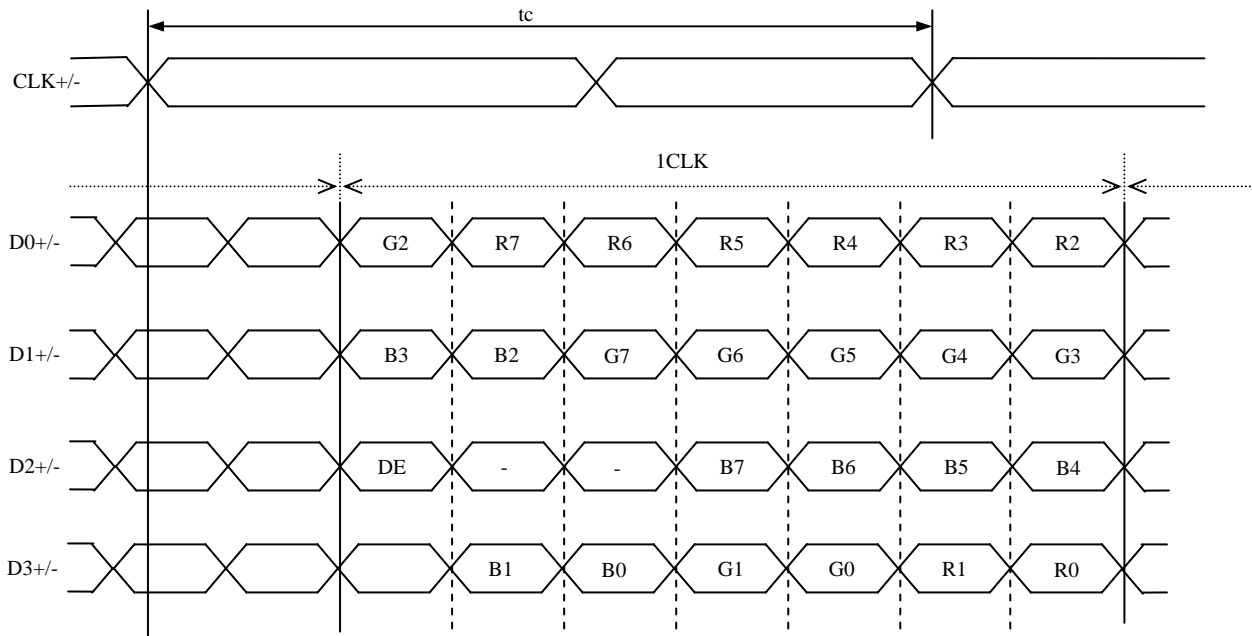 tc
CLK+/-
1CLK
D0+/- G2 R7 R6 R5 R4 R3 R2
D1+/- B3 B2 G7 G6 G5 G4 G3
D2+/- DE - - B7 B6 B5 B4
D3+/- B1 B0 G1 G0 R1 R0